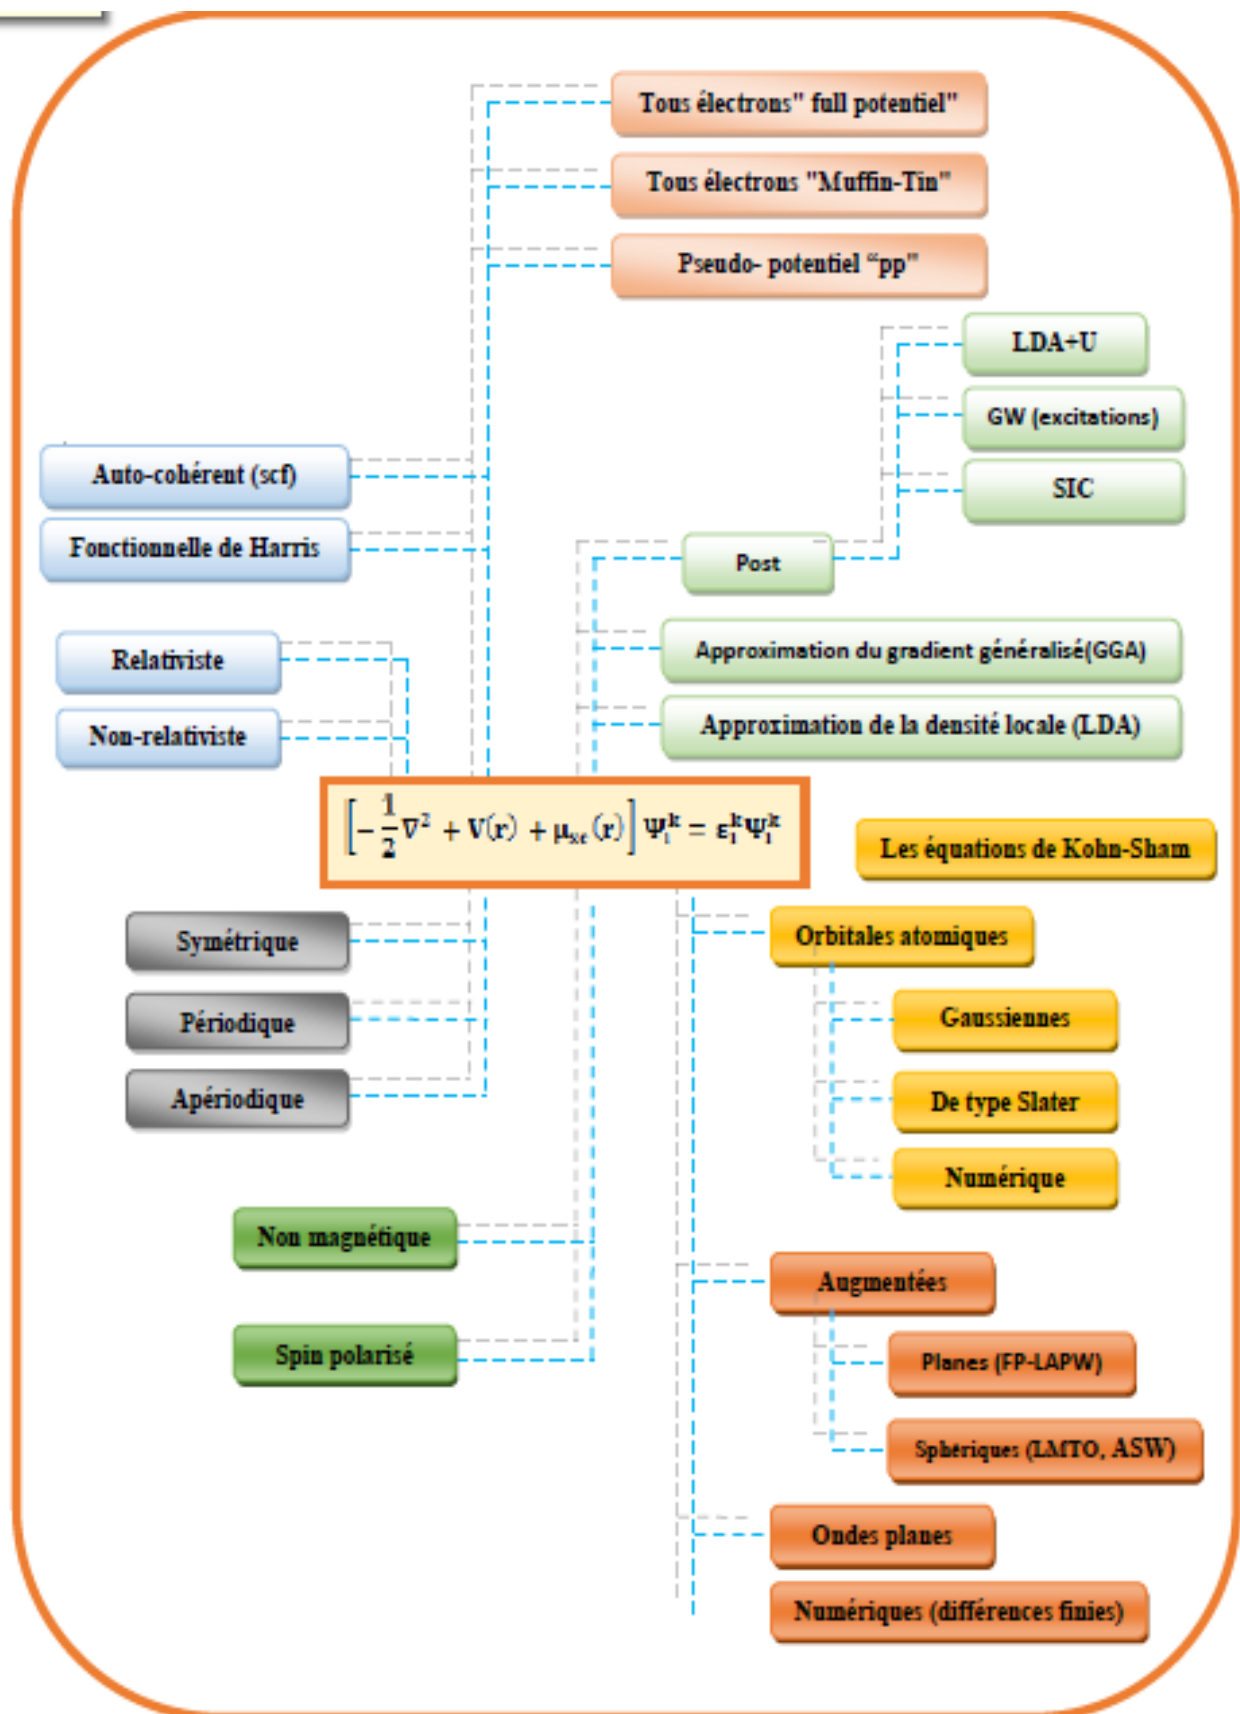 Tous électrons" full potentiel"
Tous électrons "Muffin-Tin"
Pseudo- potentiel “pp"
LDA+U
GW (excitations)
SIC
Auto-cohérent (scf)
Fonctionnelle de Harris
Post
Relativiste
Approximation du gradient généralisé(GGA)
Non-relativiste
Approximation de la densité locale (LDA)
[-1/2 ∇² + V(r) + μxc(r)] Ψᵢᵏ = εᵢᵏΨᵢᵏ
Les équations de Kohn-Sham
Symétrique
Orbitales atomiques
Périodique
Gaussiennes
Apériodique
De type Slater
Numérique
Non magnétique
Augmentées
Spin polarisé
Planes (FP-LAPW)
Sphériques (LMTO, ASW)
Ondes planes
Numériques (différences finies)